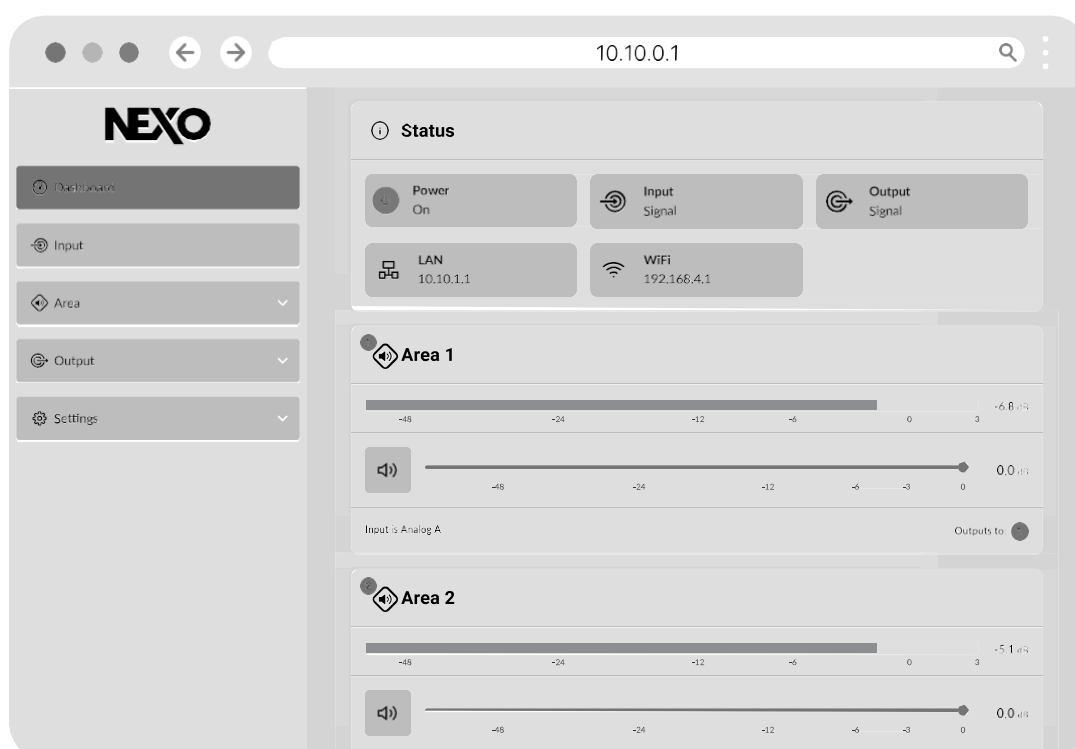 10.10.0.1
NEXO
Dashboard
Input
Area
Output
Settings
Status
Power
On
Input
Signal
Output
Signal
LAN
10.10.1.1
WiFi
192.168.4.1
Area 1
-6.8 dB
-48 -24 -12 -6 0 3
0.0 dB
-48 -24 -12 -6 -3 0
Input is Analog A
Outputs to:
Area 2
-5.1 dB
-48 -24 -12 -6 0 3
0.0 dB
-48 -24 -12 -6 -3 0